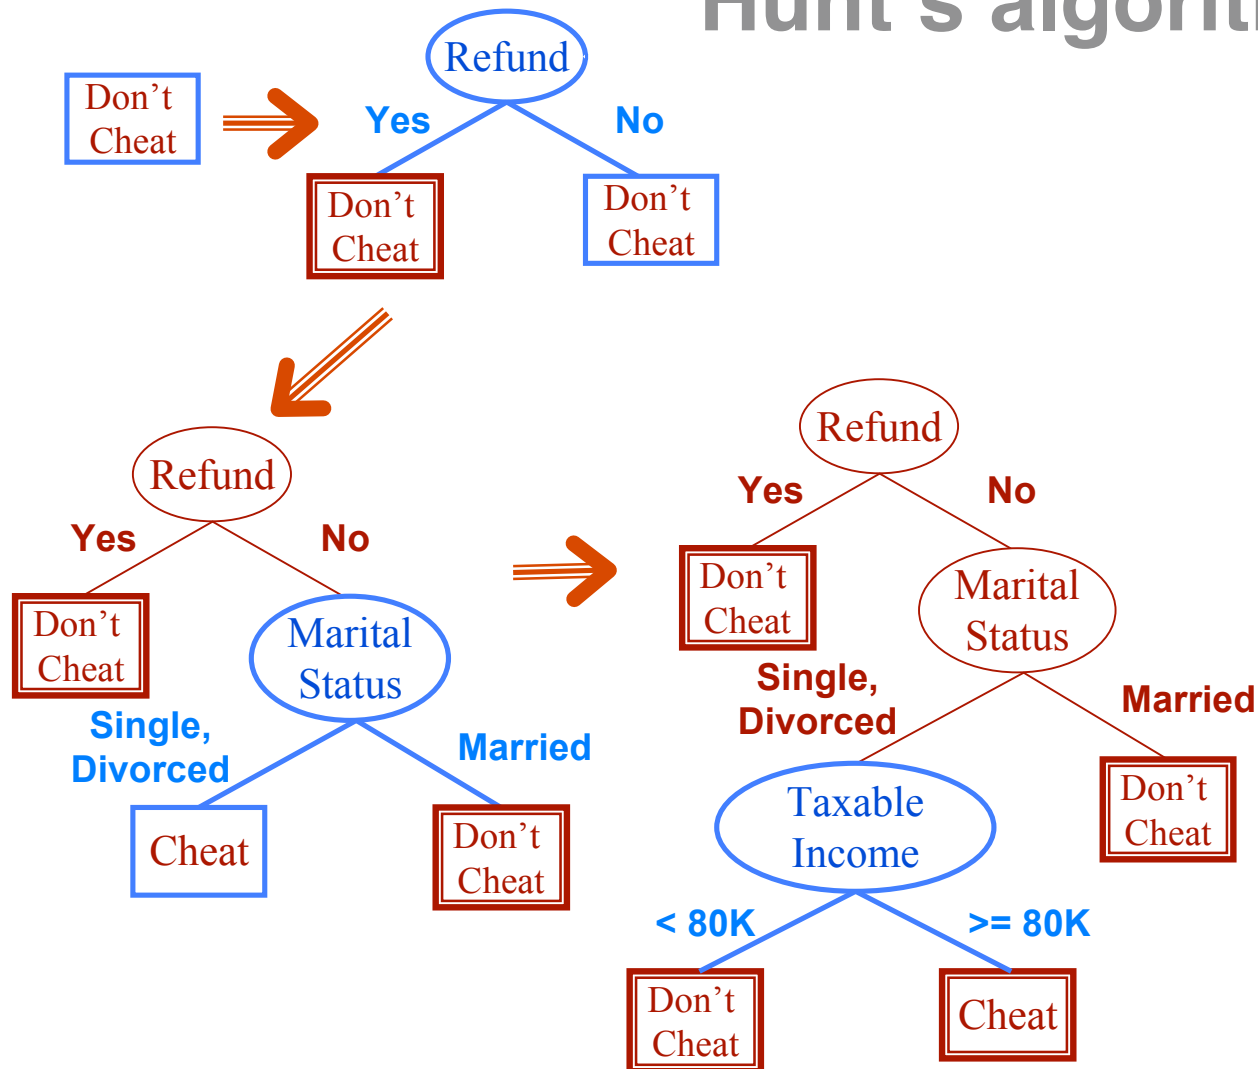 Hunt's algorit
Don't
Cheat
Refund
Yes
No
Don't
Cheat
Don't
Cheat
Refund
Yes
No
Don't
Cheat
Marital
Status
Single,
Divorced
Married
Cheat
Don't
Cheat
Refund
Yes
No
Don't
Cheat
Marital
Status
Single,
Divorced
Married
Taxable
Income
Don't
Cheat
< 80K
>= 80K
Don't
Cheat
Cheat